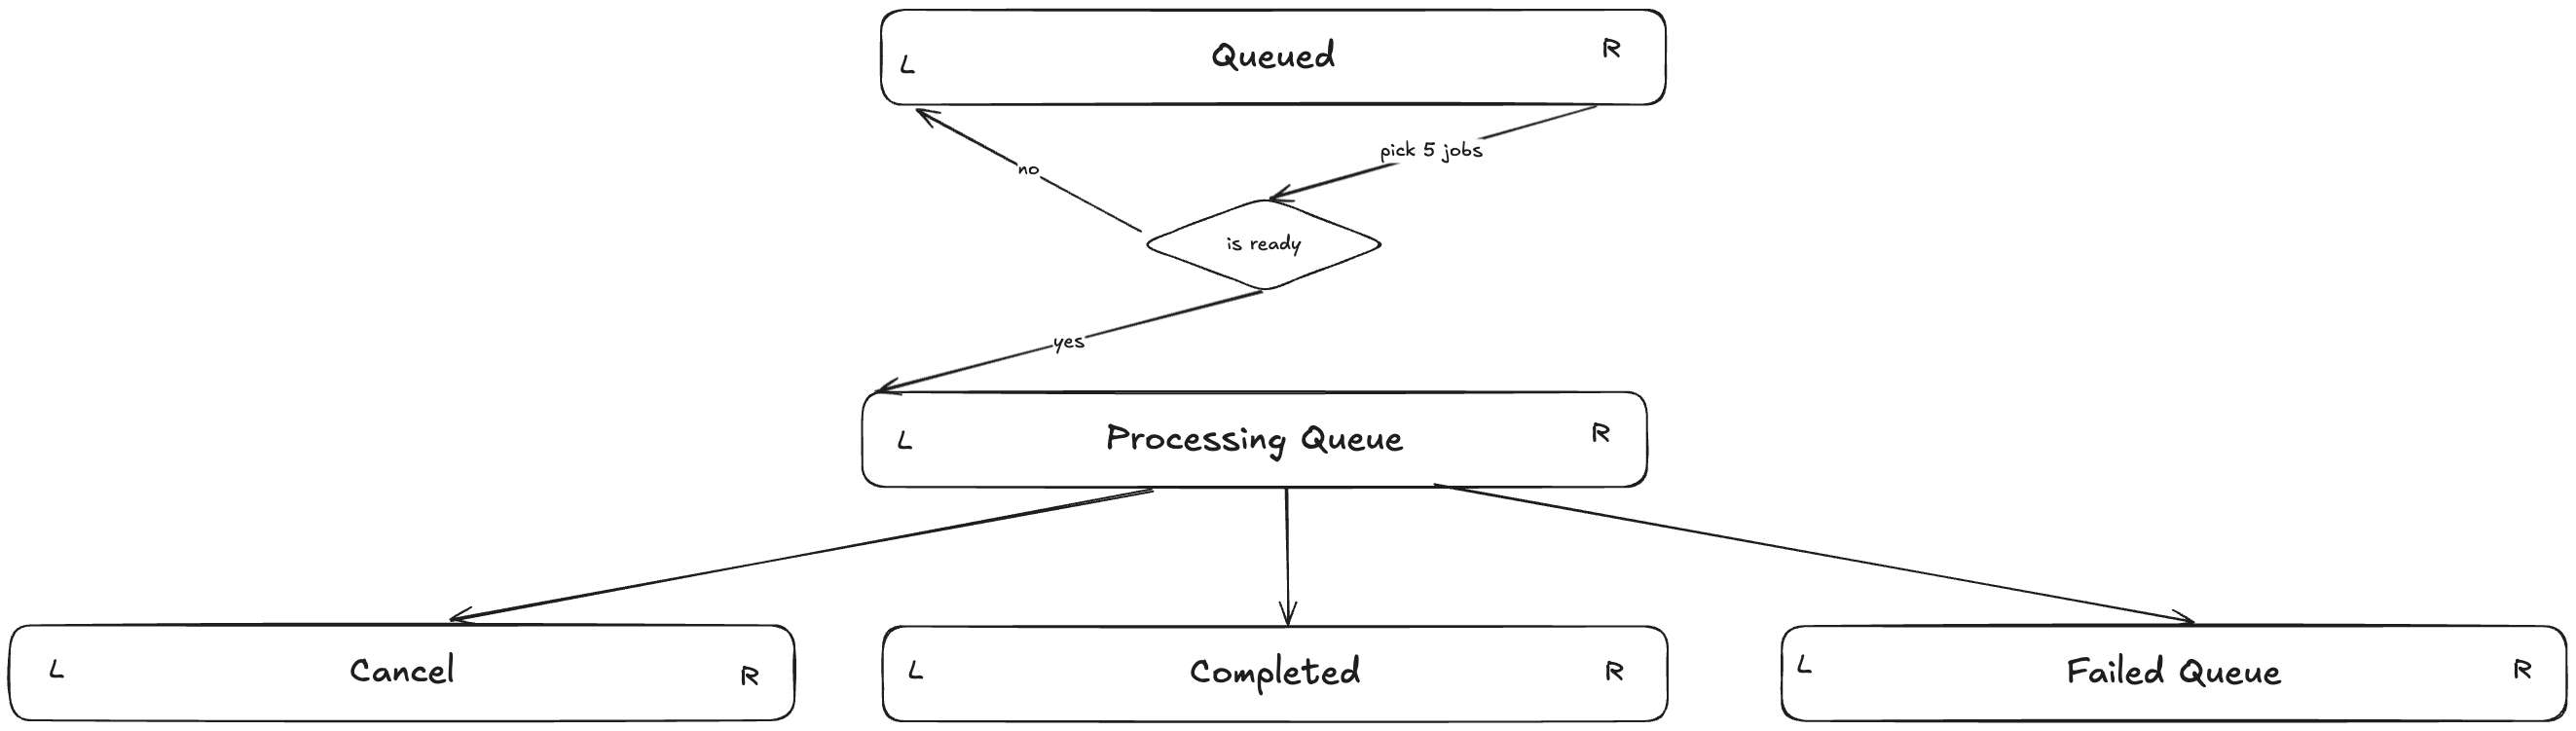 L
Queued
R
pick 5 jobs
no
is ready
yes
L
Processing Queue
R
L
Cancel
R
L
Completed
R
L
Failed Queue
R